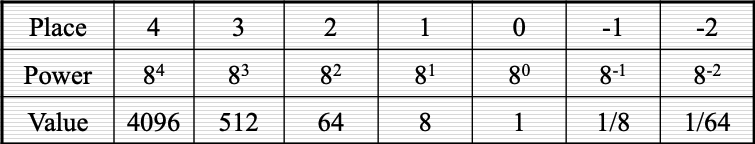 Place 4 3 2 1 0 -1 -2
Power 8⁴ 8³ 8² 8¹ 8⁰ 8⁻¹ 8⁻²
Value 4096 512 64 8 1 1/8 1/64